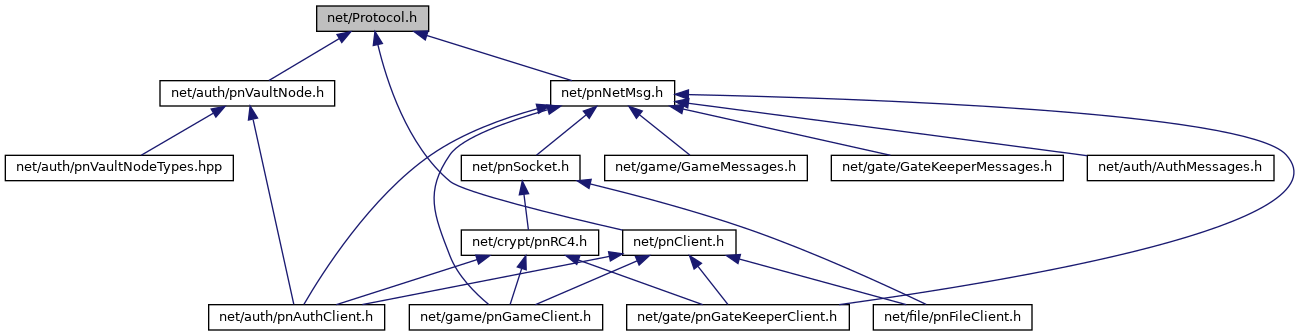 net/Protocol.h
net/auth/pnVaultNode.h
net/pnNetMsg.h
net/auth/pnVaultNodeTypes.hpp
net/pnSocket.h
net/game/GameMessages.h
net/gate/GateKeeperMessages.h
net/auth/AuthMessages.h
net/crypt/pnRC4.h
net/pnClient.h
net/auth/pnAuthClient.h
net/game/pnGameClient.h
net/gate/pnGateKeeperClient.h
net/file/pnFileClient.h